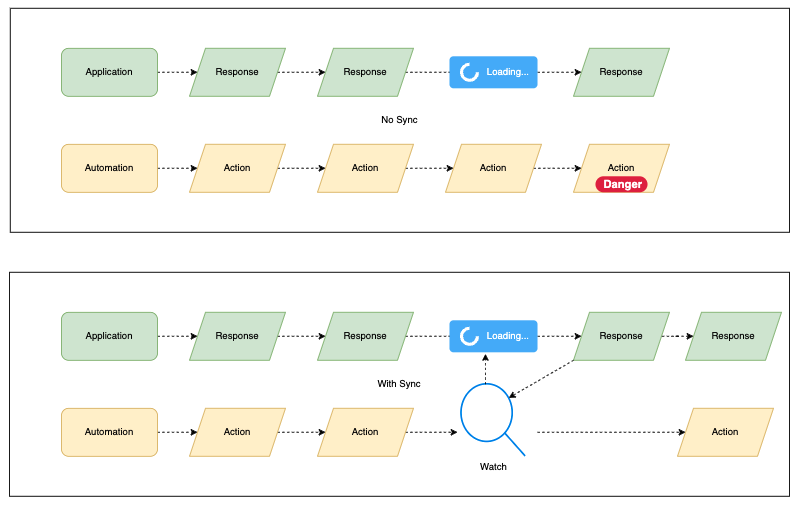 Application
Response
Response
Loading...
Response
No Sync
Automation
Action
Action
Action
Action
Danger
Application
Response
Response
Loading...
Response
Response
With Sync
Automation
Action
Action
Action
Watch